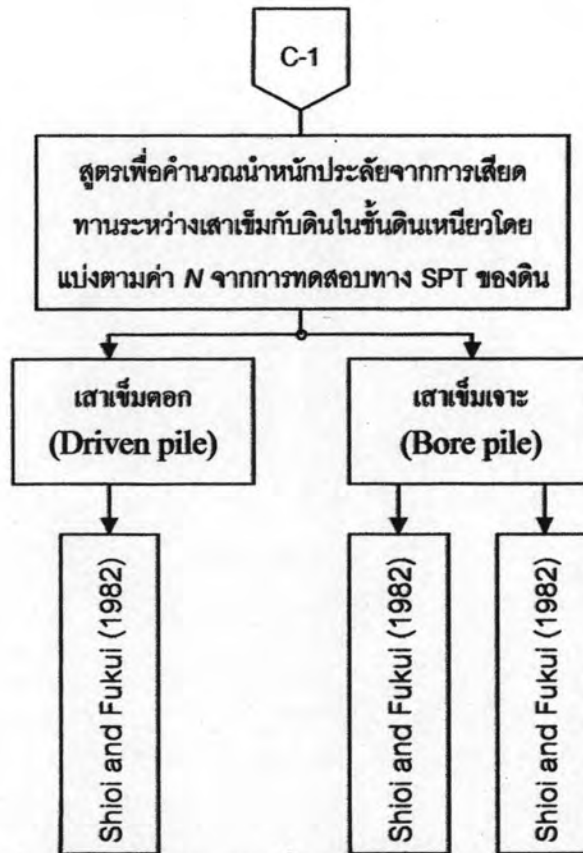 C-1
สูตรเพื่อคำนวณน้ำหนักประลัยจากการเสียด
ทานระหว่างเสาเข็มกับดินในชั้นดินเหนียวโดย
แบ่งตามค่า N จากการทดสอบทาง SPT ของดิน
เสาเข็มตอก
(Driven pile)
เสาเข็มเจาะ
(Bore pile)
Shioi and Fukui (1982)
Shioi and Fukui (1982)
Shioi and Fukui (1982)